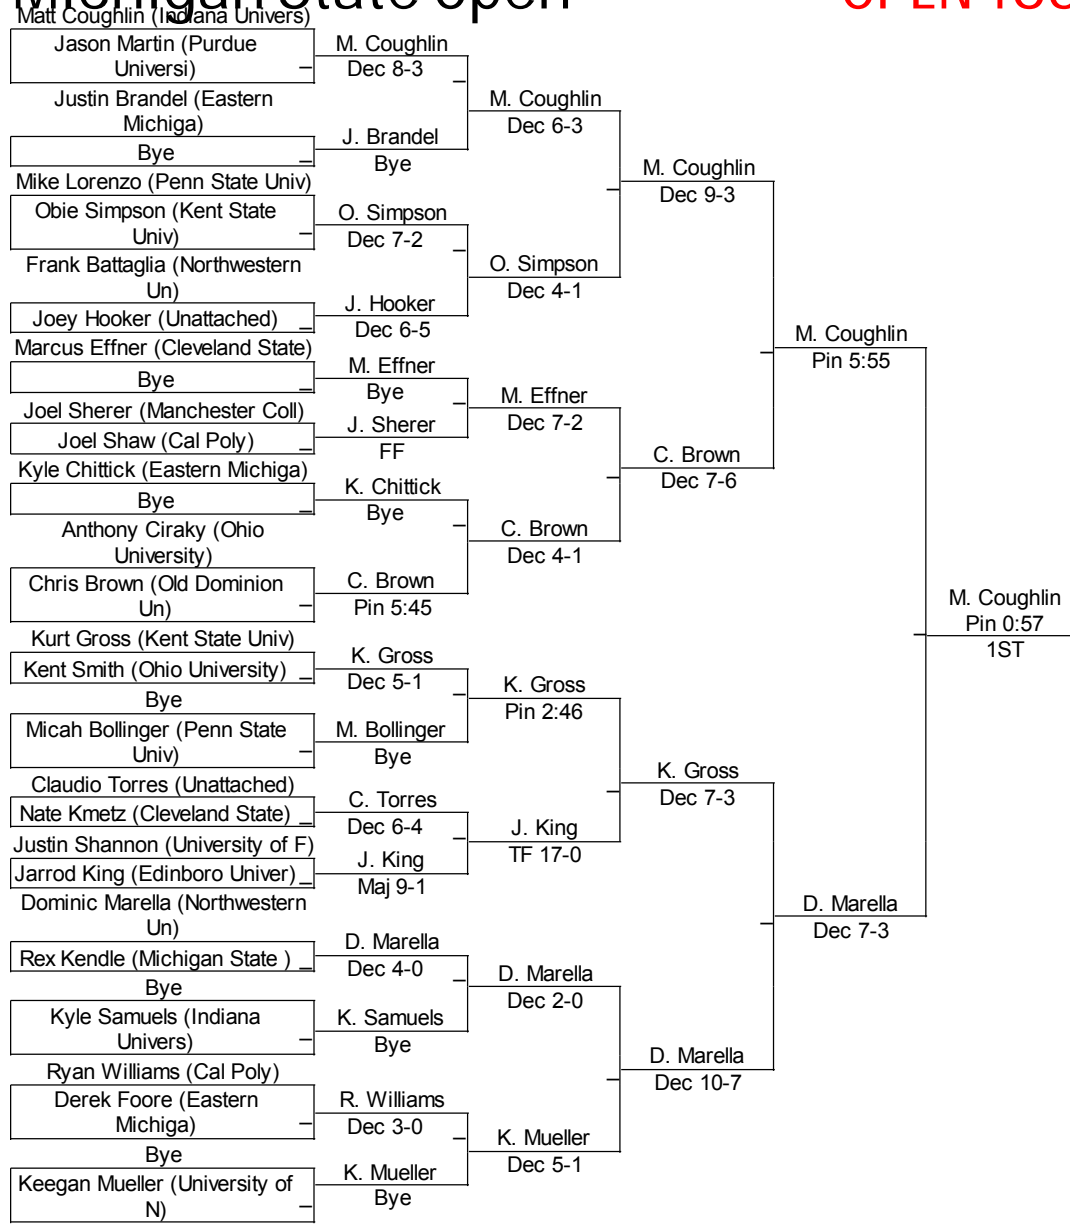 Michigan State open
OPEN 
Matt Coughlin (Indiana Univers)
Jason Martin (Purdue
Universi)
Justin Brandel (Eastern
Michiga)
Bye
Mike Lorenzo (Penn State Univ)
Obie Simpson (Kent State
Univ)
Frank Battaglia (Northwestern
Un)
Joey Hooker (Unattached)
Marcus Effner (Cleveland State)
Bye
Joel Sherer (Manchester Coll)
Joel Shaw (Cal Poly)
Kyle Chittick (Eastern Michiga)
Bye
Anthony Ciraky (Ohio
University)
Chris Brown (Old Dominion
Un)
Kurt Gross (Kent State Univ)
Kent Smith (Ohio University)
Bye
Micah Bollinger (Penn State
Univ)
Claudio Torres (Unattached)
Nate Kmetz (Cleveland State)
Justin Shannon (University of F)
Jarrod King (Edinboro Univer)
Dominic Marella (Northwestern
Un)
Rex Kendle (Michigan State )
Bye
Kyle Samuels (Indiana
Univers)
Ryan Williams (Cal Poly)
Derek Foore (Eastern
Michiga)
Bye
Keegan Mueller (University of
N)
M. Coughlin
Dec 8-3
J. Brandel
Bye
O. Simpson
Dec 7-2
J. Hooker
Dec 6-5
M. Effner
Bye
J. Sherer
FF
K. Chittick
Bye
C. Brown
Pin 5:45
K. Gross
Dec 5-1
M. Bollinger
Bye
C. Torres
Dec 6-4
J. King
Maj 9-1
D. Marella
Dec 4-0
K. Samuels
Bye
R. Williams
Dec 3-0
K. Mueller
Bye
M. Coughlin
Dec 6-3
O. Simpson
Dec 4-1
M. Effner
Dec 7-2
C. Brown
Dec 4-1
K. Gross
Pin 2:46
J. King
TF 17-0
D. Marella
Dec 2-0
K. Mueller
Dec 5-1
M. Coughlin
Dec 9-3
C. Brown
Dec 7-6
K. Gross
Dec 7-3
D. Marella
Dec 10-7
M. Coughlin
Pin 5:55
D. Marella
Dec 7-3
M. Coughlin
Pin 0:57
1ST